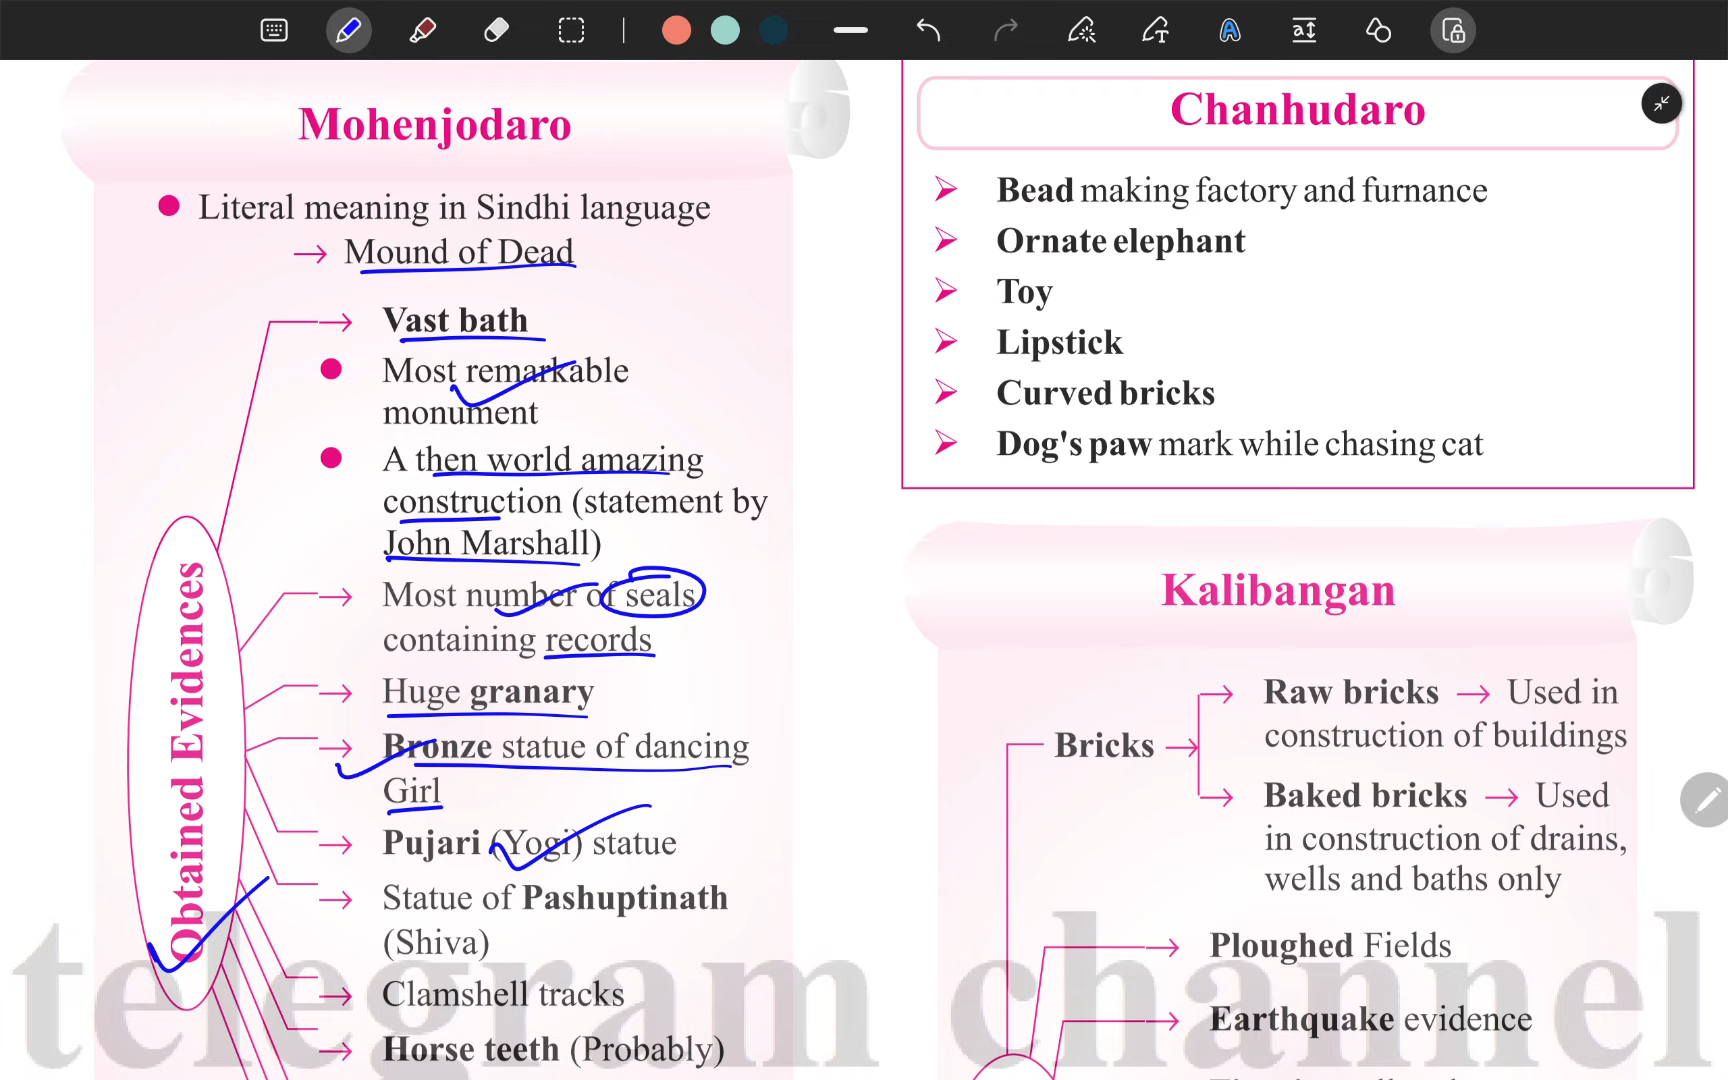 Mohenjodaro
Literal meaning in Sindhi language
→ Mound of Dead
Vast bath
Most remarkable
monument
A then world amazing
construction (statement by
John Marshall)
Most number of seals
containing records
Huge granary
Bronze statue of dancing
Girl
Pujari (Yogi) statue
Statue of Pashuptinath
(Shiva)
Clamshell tracks
Horse teeth (Probably)
Obtained Evidences
Chanhudaro
Bead making factory and furnance
Ornate elephant
Toy
Lipstick
Curved bricks
Dog's paw mark while chasing cat
Kalibangan
Bricks
Raw bricks → Used in
construction of buildings
Baked bricks → Used
in construction of drains,
wells and baths only
Ploughed Fields
Earthquake evidence
telegram channel